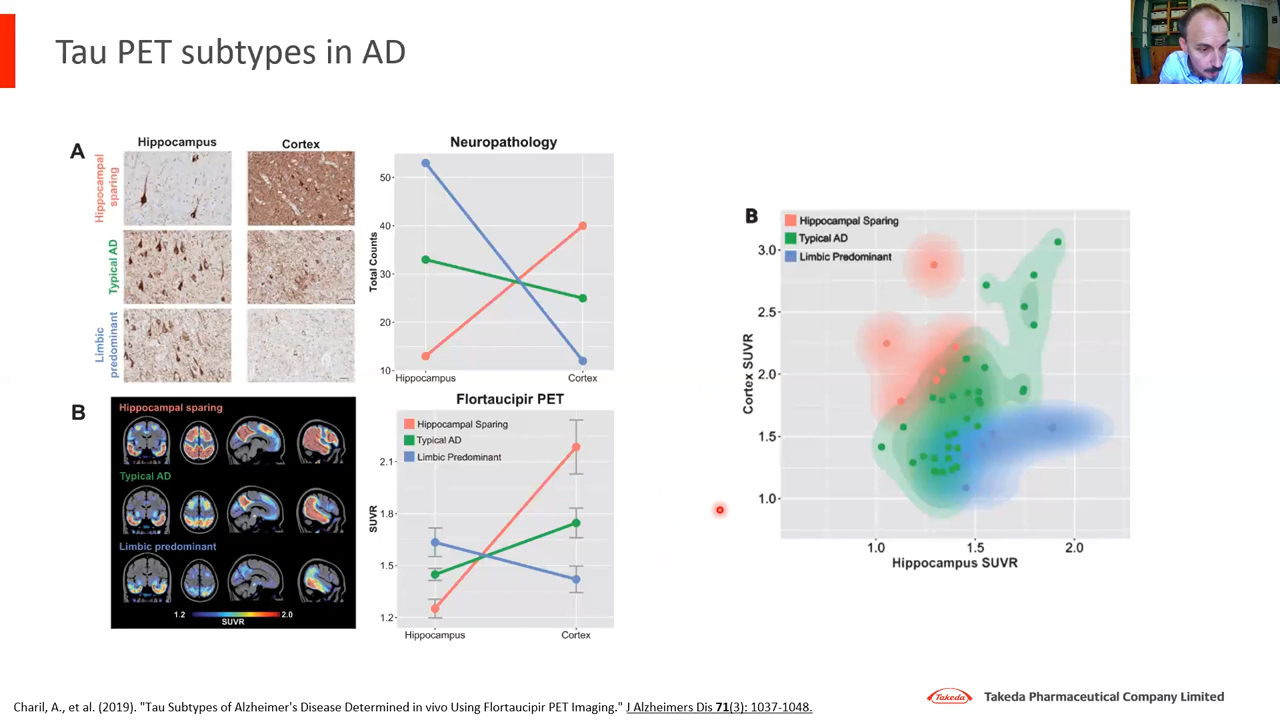 Tau PET subtypes in AD
A
Hippocampus
Cortex
Hippocampal
sparing
Typical AD
Limbic
predominant
Neuropathology
Total Counts
50
40
30
20
10
Hippocampus
Cortex
B
Hippocampal sparing
Typical AD
Limbic predominant
1.2
2.0
SUVR
Flortaucipir PET
Hippocampal Sparing
Typical AD
Limbic Predominant
SUVR
2.1
1.8
1.5
1.2
Hippocampus
Cortex
B
Hippocampal Sparing
Typical AD
Limbic Predominant
Cortex SUVR
3.0
2.5
2.0
1.5
1.0
1.0
1.5
2.0
Hippocampus SUVR
Charil, A., et al. (2019). "Tau Subtypes of Alzheimer's Disease Determined in vivo Using Flortaucipir PET Imaging." J Alzheimers Dis 71(3): 1037-1048.
Takeda
Takeda Pharmaceutical Company Limited